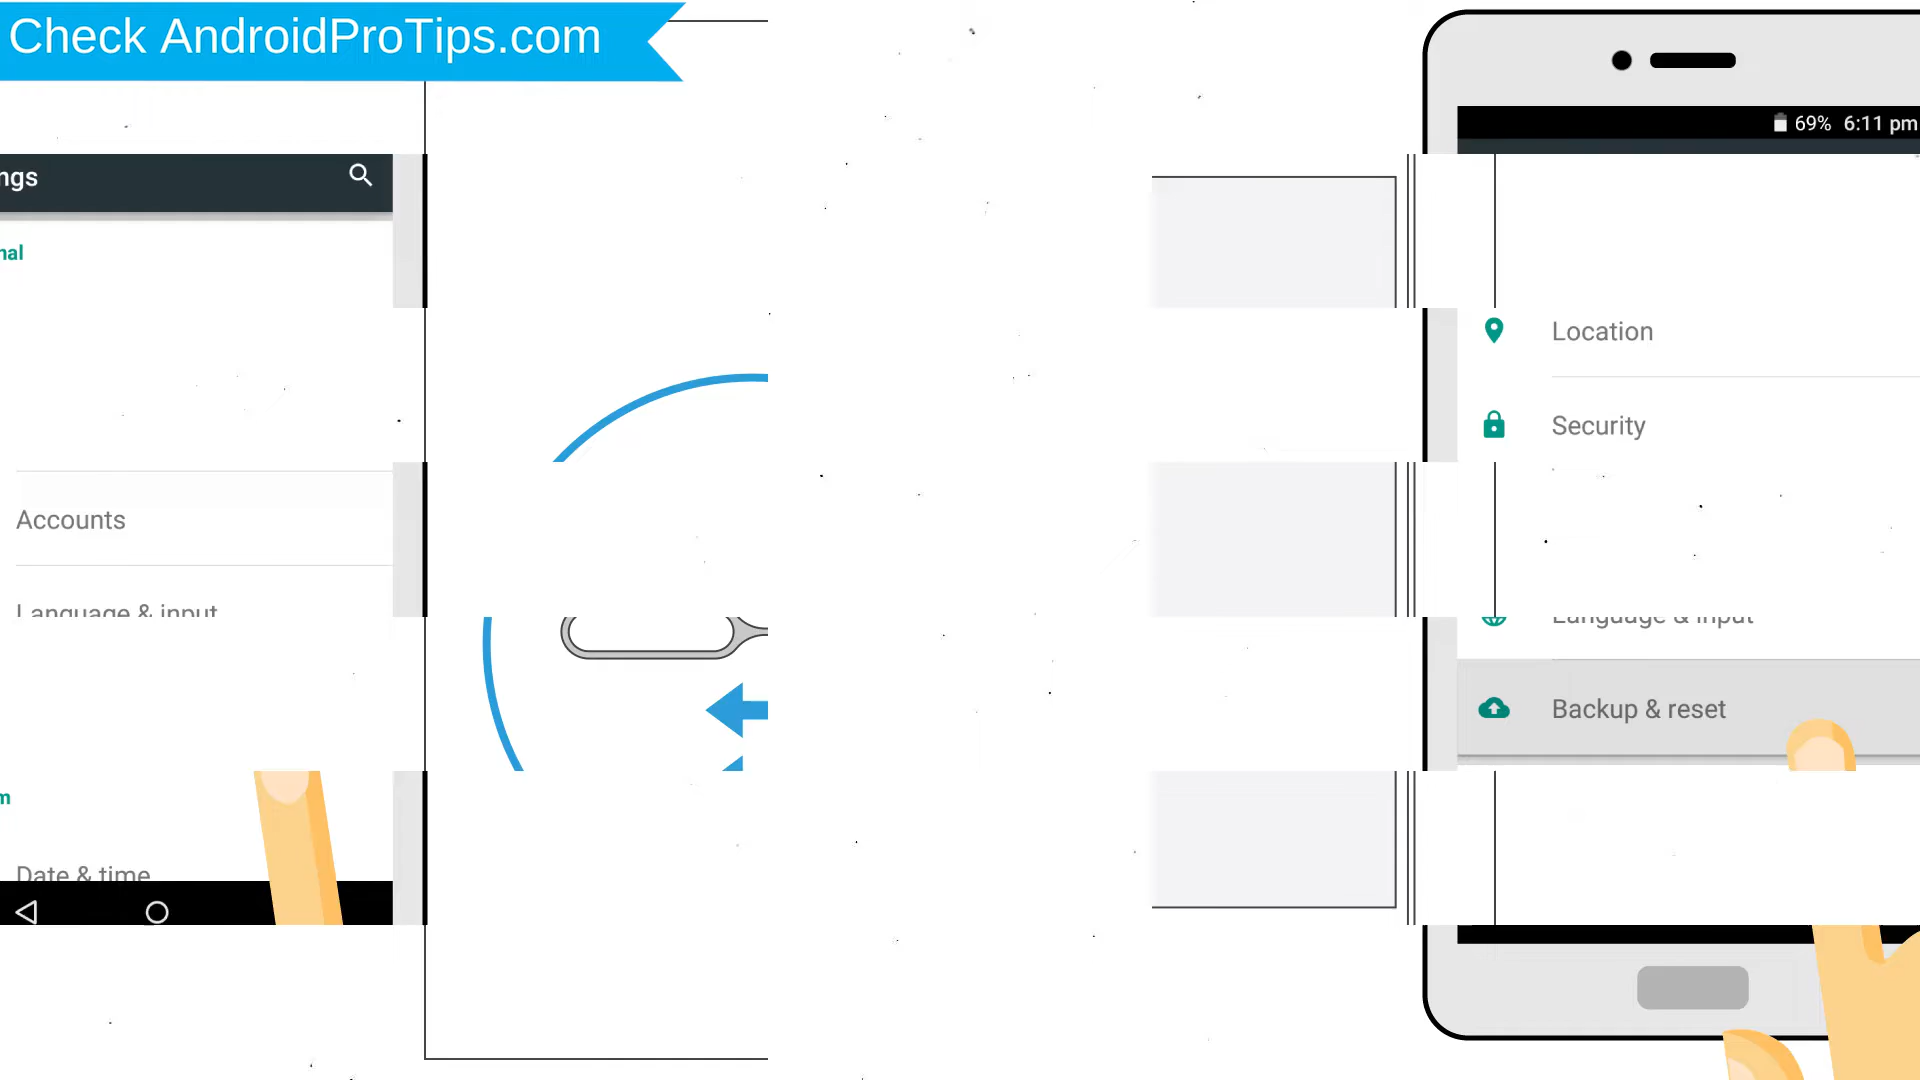 Check AndroidProTips.com
69% 6:11 pm
ngs
nal
Location
Security
Accounts
Language & input
Language & input
Backup & reset
m
Date & time